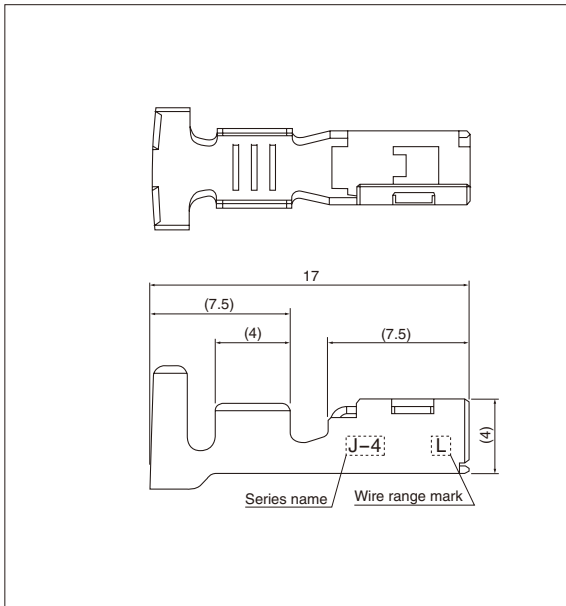 17
(7.5)
(4)
(7.5)
J-4
L
(4)
Series name
Wire range mark